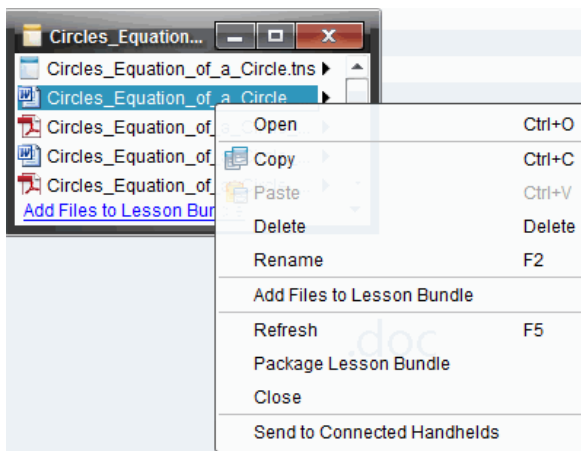 Circles_Equation...
Circles_Equation_of_a_Circle.tns
Circles_Equation_of_a_Circle...
Circles_Equation_of_
Circles_Equation_of_
Circles_Equation_of_
Add Files to Lesson Bun
Open Ctrl+O
Copy Ctrl+C
Paste Ctrl+V
Delete Delete
Rename F2
Add Files to Lesson Bundle
Refresh F5
.doc
Package Lesson Bundle
Close
Send to Connected Handhelds